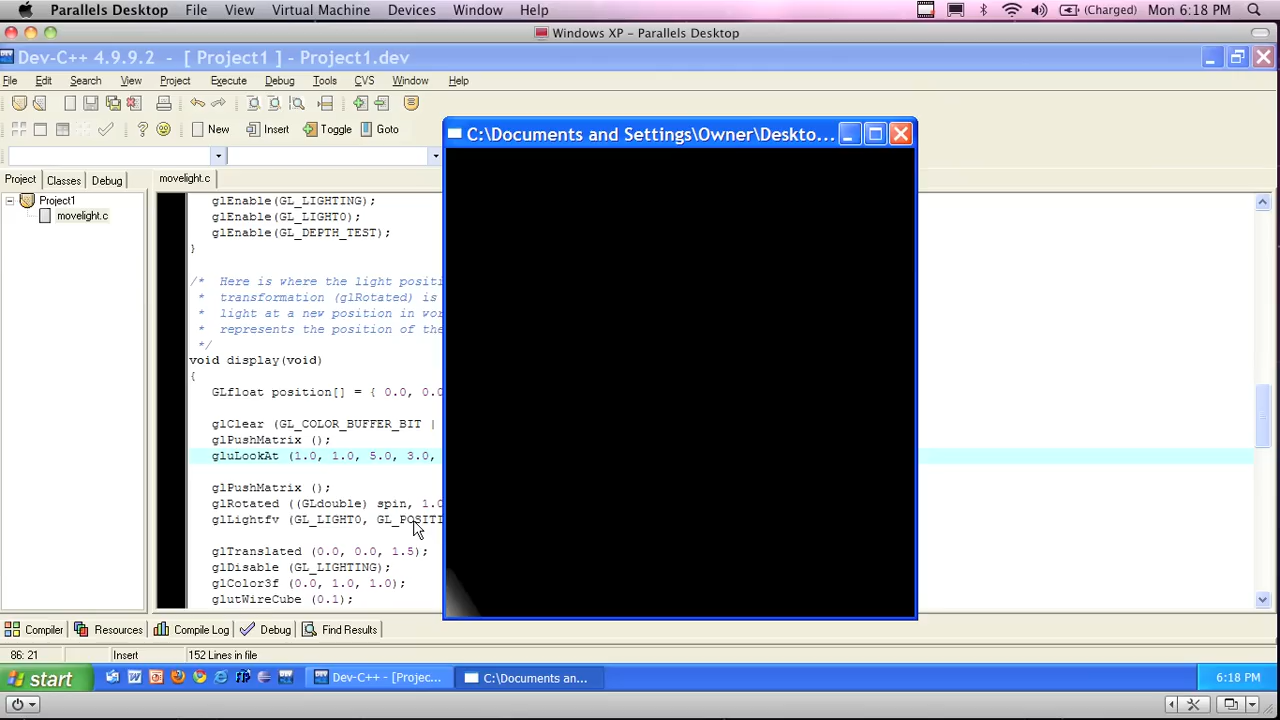 Parallels Desktop File View Virtual Machine Devices Window Help (Charged) Mon 6:18 PM
Windows XP - Parallels Desktop
Dev-C++ 4.9.9.2 - [ Project1 ] - Project1.dev
File Edit Search View Project Execute Debug Tools CVS Window Help
New Insert Toggle Goto
C:\Documents and Settings\Owner\Deskto...
Project Classes Debug
movelight.c
Project1
movelight.c
glEnable(GL_LIGHTING);
glEnable(GL_LIGHT0);
glEnable(GL_DEPTH_TEST);
}
/* Here is where the light positi
* transformation (glRotated) is
* light at a new position in wor
* represents the position of the
*/
void display(void)
{
GLfloat position[] = { 0.0, 0.0
glClear (GL_COLOR_BUFFER_BIT |
glPushMatrix ();
gluLookAt (1.0, 1.0, 5.0, 3.0,
glPushMatrix ();
glRotated ((GLdouble) spin, 1.0
glLightfv (GL_LIGHT0, GL_POSITI
glTranslated (0.0, 0.0, 1.5);
glDisable (GL_LIGHTING);
glColor3f (0.0, 1.0, 1.0);
glutWireCube (0.1);
Compiler Resources Compile Log Debug Find Results
86: 21 Insert 152 Lines in file
start Dev-C++ - [Projec... C:\Documents an... 6:18 PM